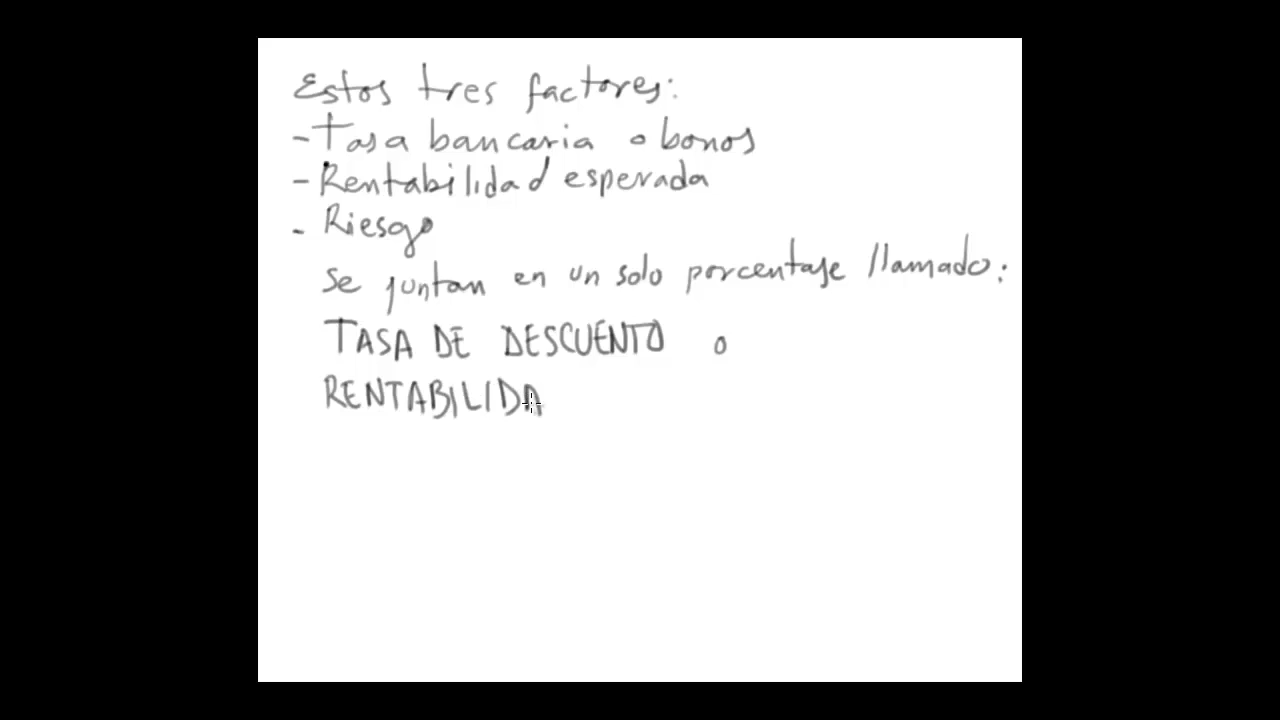 Estos tres factores:
- Tasa bancaria o bonos
- Rentabilidad esperada
- Riesgo
se juntan en un solo porcentaje llamado:
TASA DE DESCUENTO o
RENTABILIDA